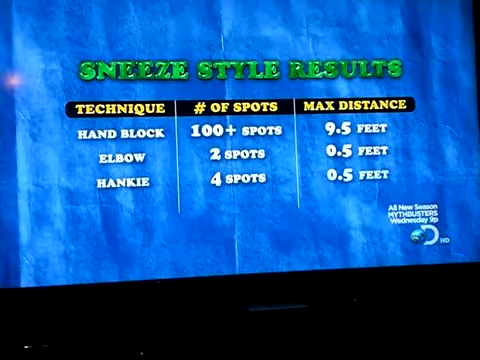 SNEEZE STYLE RESULTS
TECHNIQUE # OF SPOTS MAX DISTANCE
HAND BLOCK 100+ SPOTS 9.5 FEET
ELBOW 2 SPOTS 0.5 FEET
HANKIE 4 SPOTS 0.5 FEET
All New Season
MYTHBUSTERS
Wednesday 9p
D HD